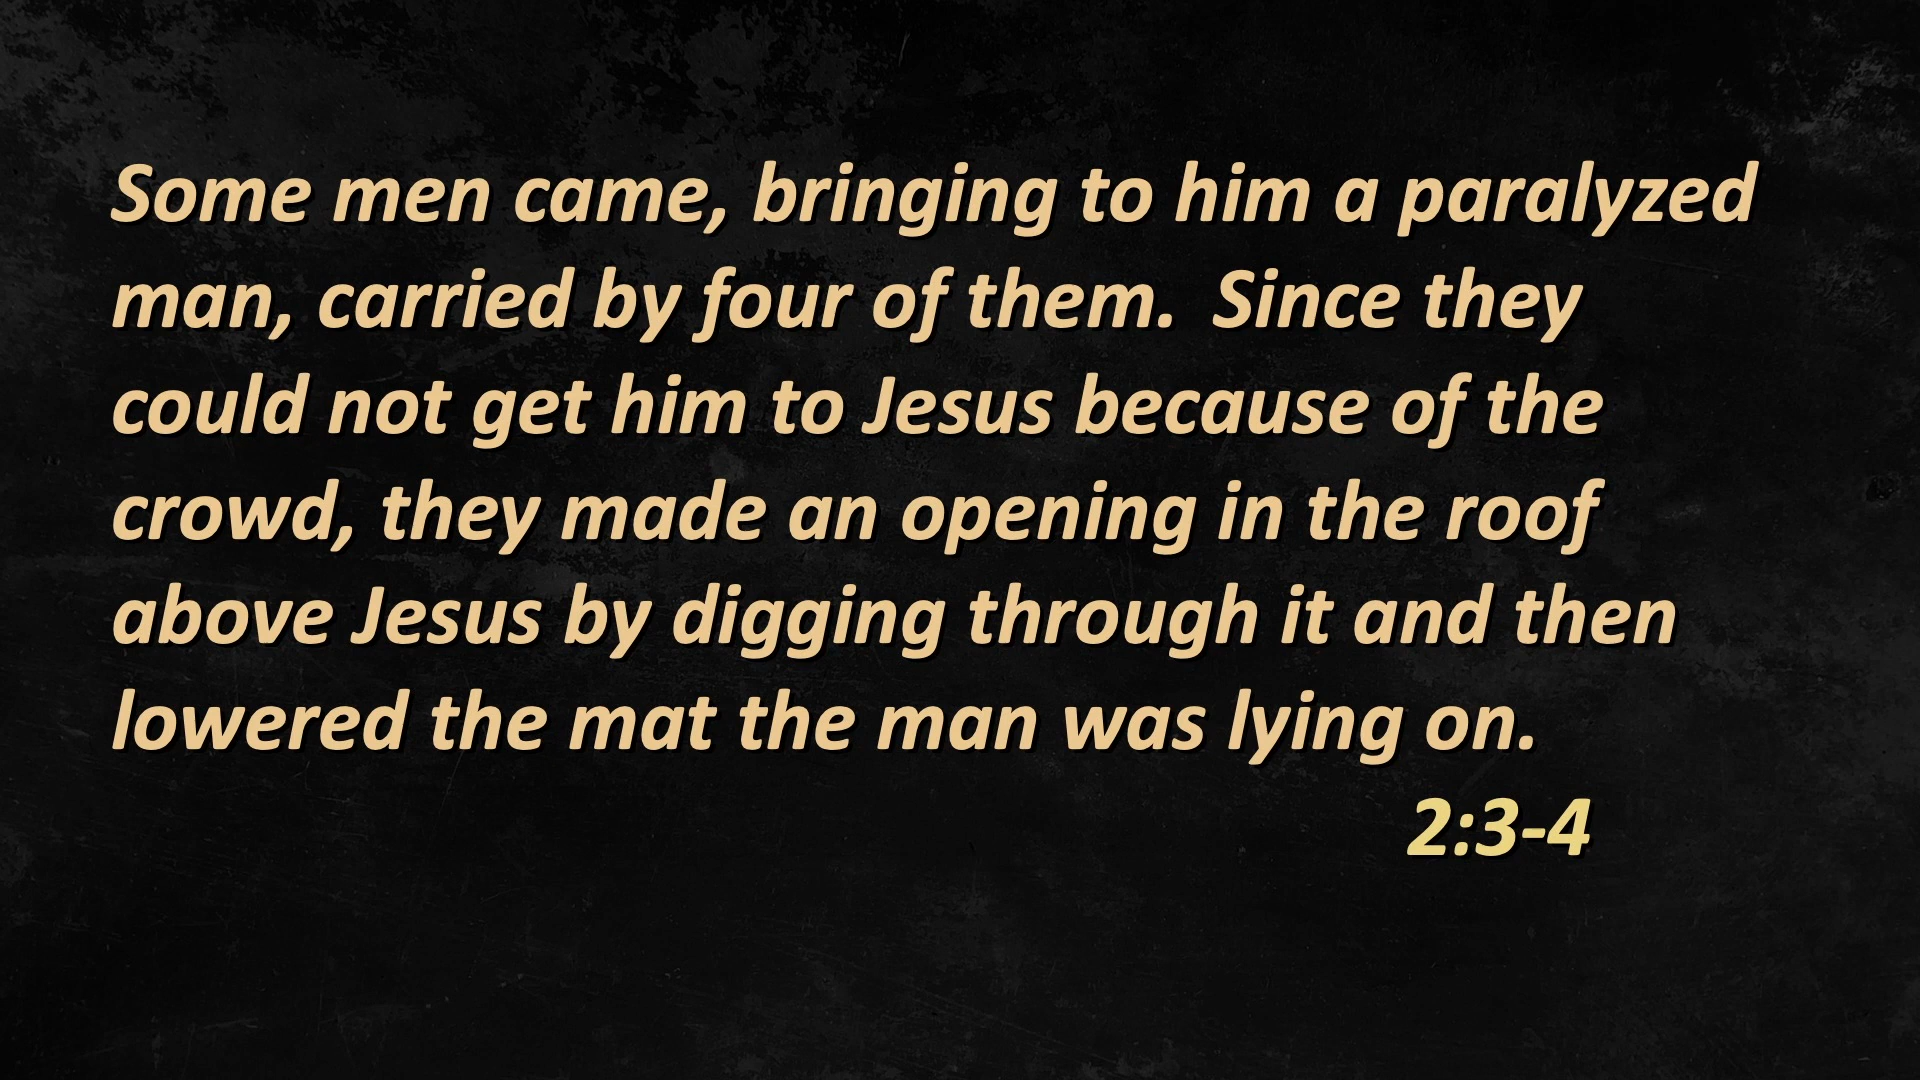 Some men came, bringing to him a paralyzed
man, carried by four of them.  Since they
could not get him to Jesus because of the
crowd, they made an opening in the roof
above Jesus by digging through it and then
lowered the mat the man was lying on.
2:3-4